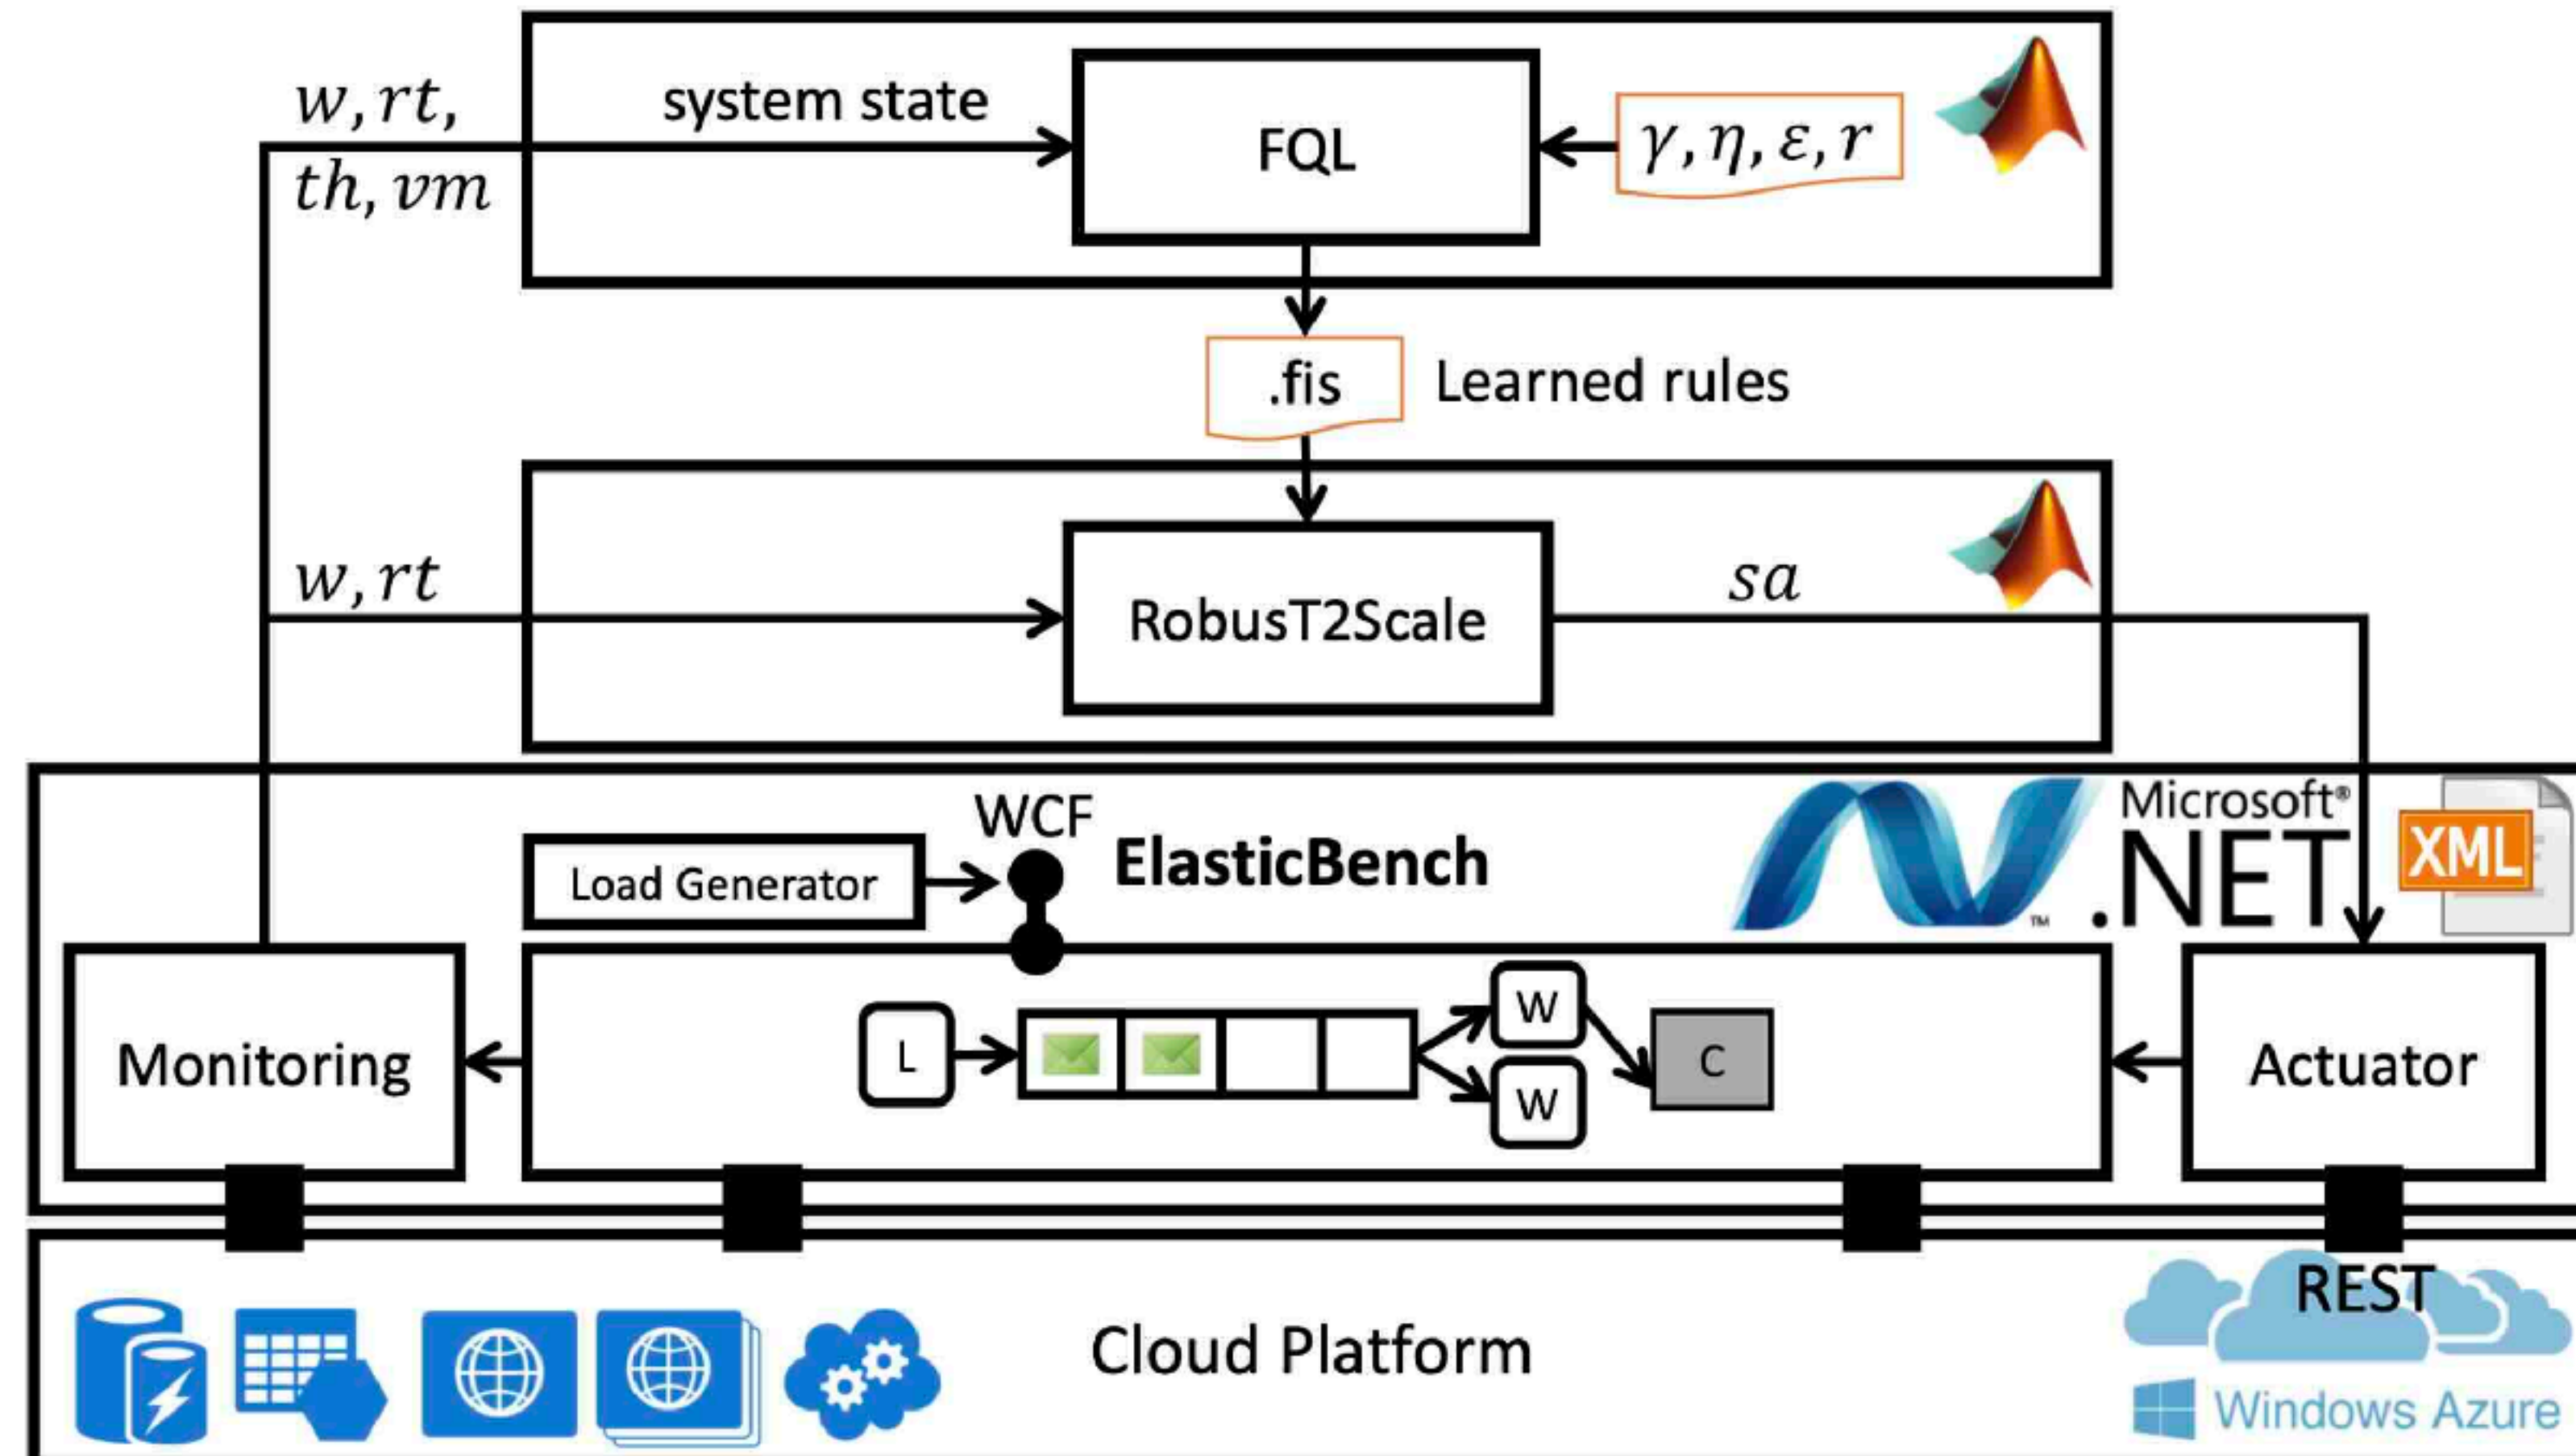 w, rt,
th, vm
system state
FQL
γ, η, ε, r
.fis
Learned rules
w, rt
RobusT2Scale
sa
Load Generator
WCF
ElasticBench
Microsoft®
.NET
™
XML
Monitoring
L
W
W
C
Actuator
Cloud Platform
REST
Windows Azure